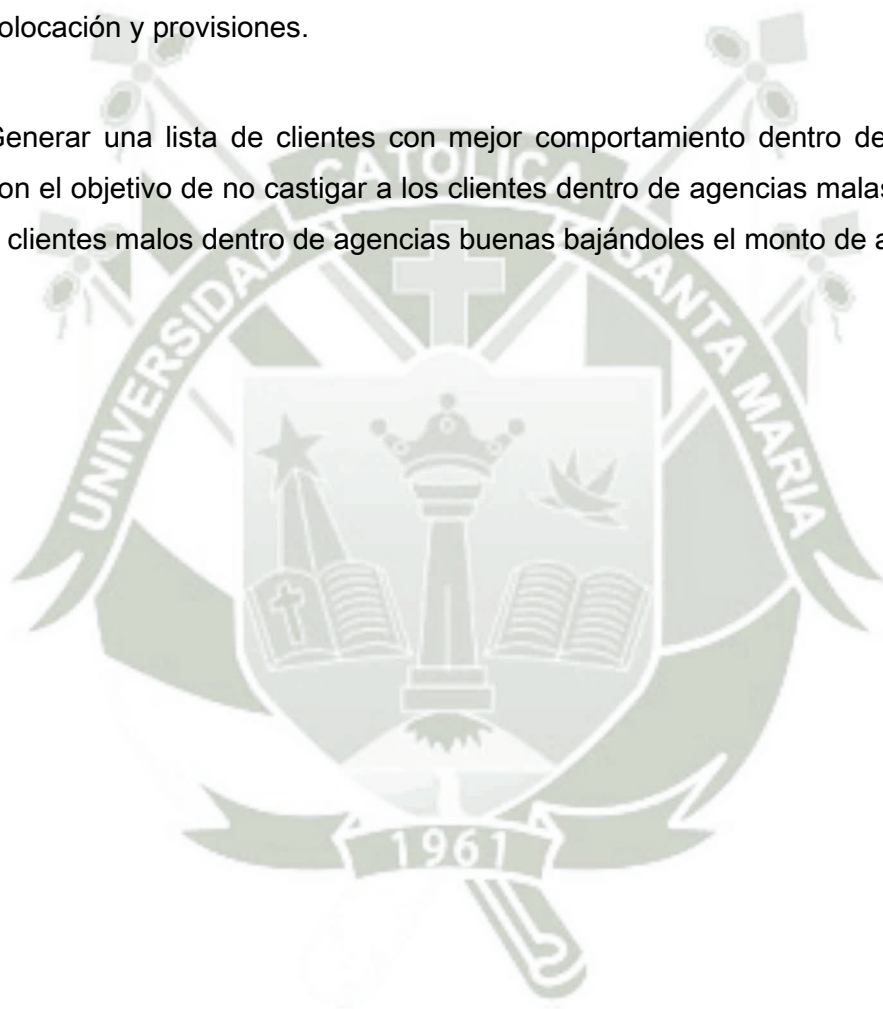 olocación y provisiones.
Generar una lista de clientes con mejor comportamiento dentro de
on el objetivo de no castigar a los clientes dentro de agencias malas
clientes malos dentro de agencias buenas bajándoles el monto de a
UNIVERSIDAD CATOLICA SANTA MARIA
1961